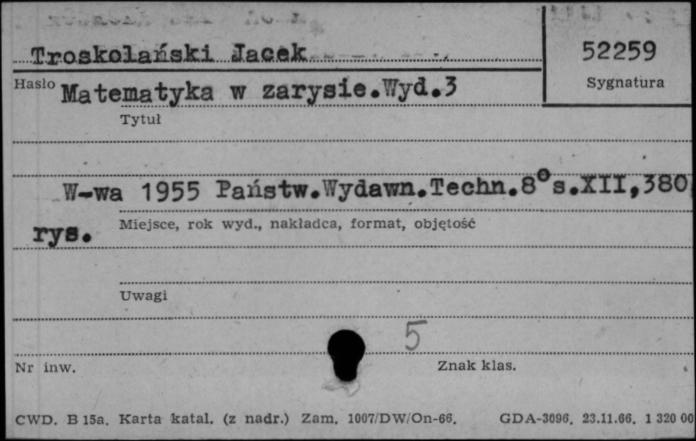 Troskolański Jacek
52259
Hasło
Sygnatura
Matematyka w zarysie.Wyd.3
Tytuł
W-wa 1955 Państw.Wydawn.Techn.8°s.XII,380
Miejsce, rok wyd., nakładca, format, objętość
rys.
Uwagi
5
Nr inw.
Znak klas.
CWD. B 15a. Karta katal. (z nadr.) Zam. 1007/DW/On-66. GDA-3096. 23.11.66. 1 320 00